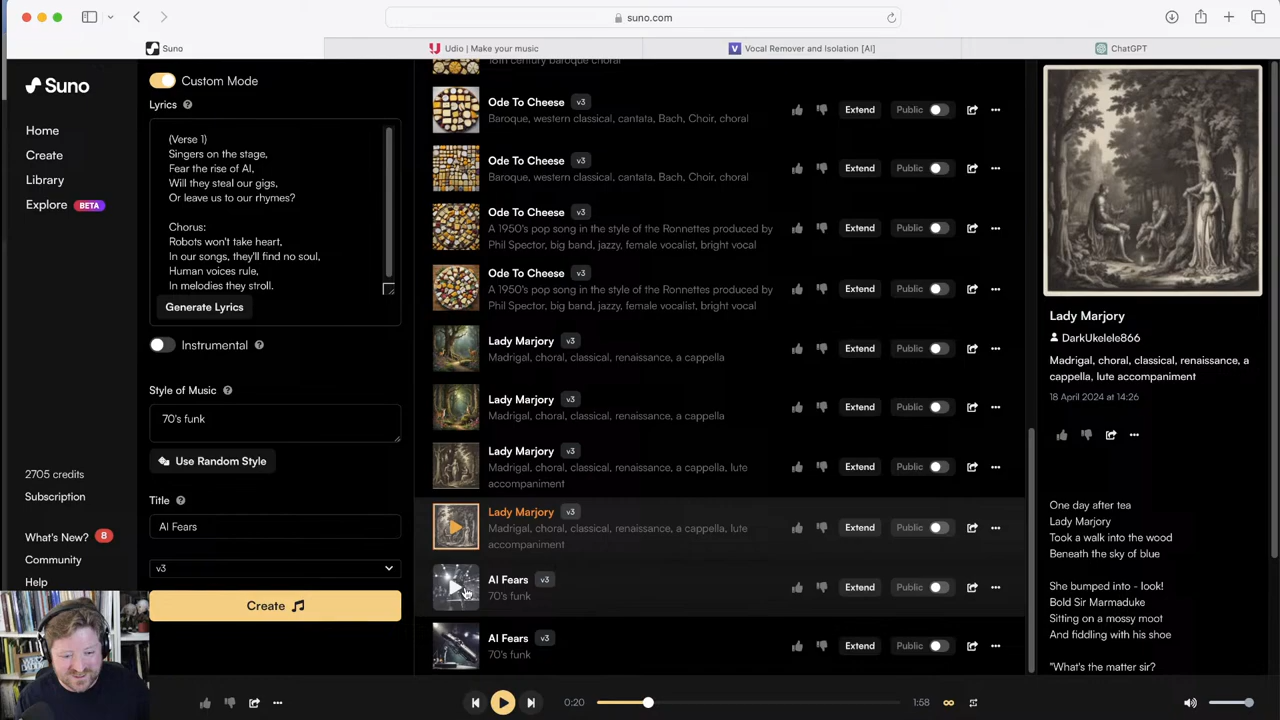 suno.com
Suno
Udio | Make your music
Vocal Remover and Isolation [AI]
ChatGPT
Suno
Home
Create
Library
Explore BETA
2705 credits
Subscription
What's New? 8
Community
Help
Custom Mode
Lyrics ?
(Verse 1)
Singers on the stage,
Fear the rise of AI,
Will they steal our gigs,
Or leave us to our rhymes?
Chorus:
Robots won't take heart,
In our songs, they'll find no soul,
Human voices rule,
In melodies they stroll.
Generate Lyrics
Instrumental ?
Style of Music ?
70's funk
Use Random Style
Title ?
AI Fears
v3
Create
18th century baroque choral
Ode To Cheese v3
Baroque, western classical, cantata, Bach, Choir, choral
Extend Public
Ode To Cheese v3
Baroque, western classical, cantata, Bach, Choir, choral
Extend Public
Ode To Cheese v3
A 1950's pop song in the style of the Ronnettes produced by
Phil Spector, big band, jazzy, female vocalist, bright vocal
Extend Public
Ode To Cheese v3
A 1950's pop song in the style of the Ronnettes produced by
Phil Spector, big band, jazzy, female vocalist, bright vocal
Extend Public
Lady Marjory v3
Madrigal, choral, classical, renaissance, a cappella
Extend Public
Lady Marjory v3
Madrigal, choral, classical, renaissance, a cappella
Extend Public
Lady Marjory v3
Madrigal, choral, classical, renaissance, a cappella, lute
accompaniment
Extend Public
Lady Marjory v3
Madrigal, choral, classical, renaissance, a cappella, lute
accompaniment
Extend Public
AI Fears v3
70's funk
Extend Public
AI Fears v3
70's funk
Extend Public
Lady Marjory
DarkUkelele866
Madrigal, choral, classical, renaissance, a
cappella, lute accompaniment
18 April 2024 at 14:26
One day after tea
Lady Marjory
Took a walk into the wood
Beneath the sky of blue
She bumped into - look!
Bold Sir Marmaduke
Sitting on a mossy moot
And fiddling with his shoe
"What's the matter sir?
0:20
1:58